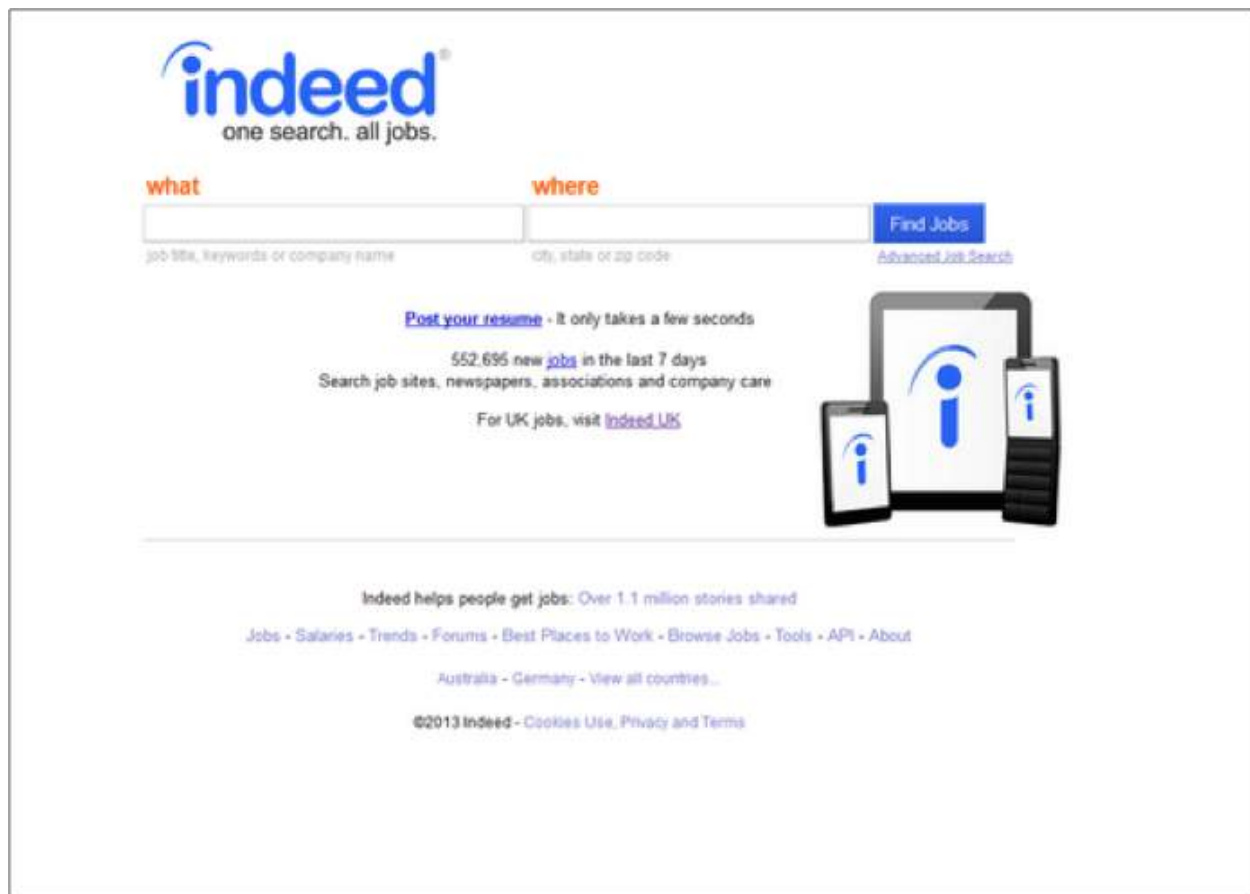 indeed®
one search. all jobs.
what where
Find Jobs
job title, keywords or company name city, state or zip code Advanced Job Search
Post your resume - It only takes a few seconds
552,695 new jobs in the last 7 days
Search job sites, newspapers, associations and company care
For UK jobs, visit Indeed UK
Indeed helps people get jobs: Over 1.1 million stories shared
Jobs - Salaries - Trends - Forums - Best Places to Work - Browse Jobs - Tools - API - About
Australia - Germany - View all countries...
©2013 Indeed - Cookies Use, Privacy and Terms